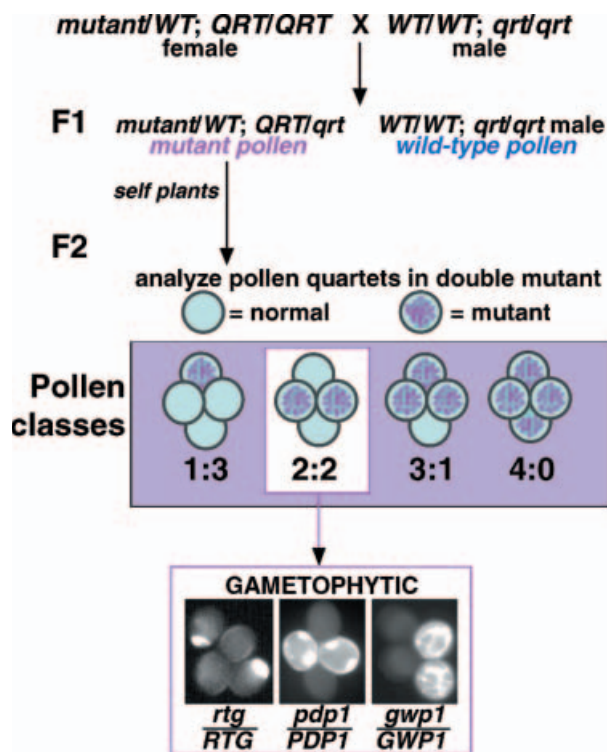 mutant/WT; QRT/QRT X WT/WT; qrt/qrt
female male
F1 mutant/WT; QRT/qrt WT/WT; qrt/qrt male
mutant pollen wild-type pollen
self plants
F2
analyze pollen quartets in double mutant
= normal = mutant
Pollen
classes
1:3 2:2 3:1 4:0
GAMETOPHYTIC
rtg pdp1 gwp1
RTG PDP1 GWP1